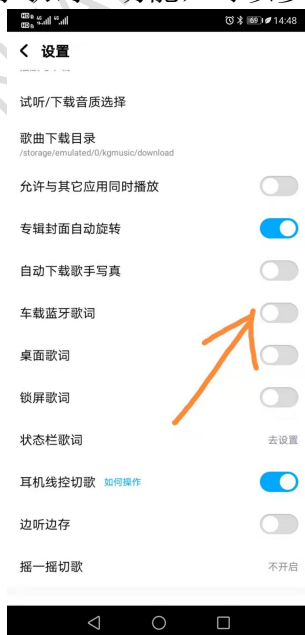 14:48
设置
试听/下载音质选择
歌曲下载目录
/storage/emulated/0/kgmusic/download
允许与其它应用同时播放
专辑封面自动旋转
自动下载歌手写真
车载蓝牙歌词
桌面歌词
锁屏歌词
状态栏歌词 去设置
耳机线控切歌 如何操作
边听边存
摇一摇切歌 不开启